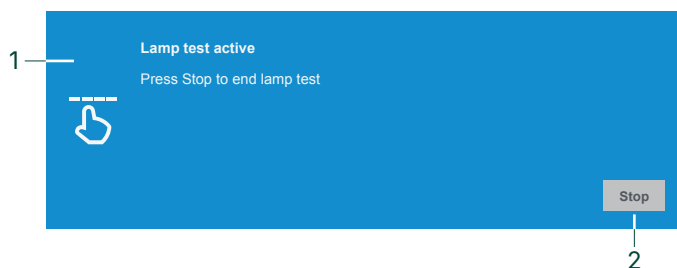 1
Lamp test active
Press Stop to end lamp test
Stop
2